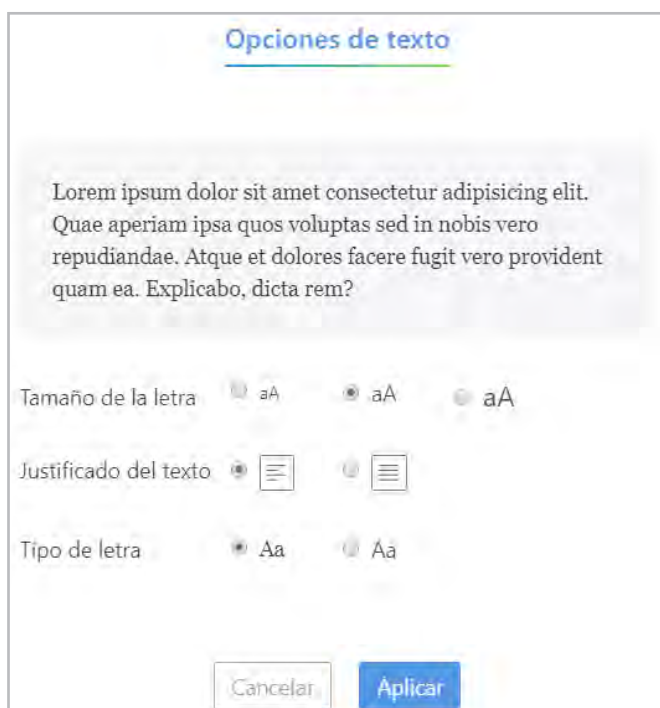 Opciones de texto
Lorem ipsum dolor sit amet consectetur adipisicing elit.
Quae aperiam ipsa quos voluptas sed in nobis vero
repudiandae. Atque et dolores facere fugit vero provident
quam ea. Explicabo, dicta rem?
Tamaño de la letra aA aA aA
Justificado del texto
Tipo de letra Aa Aa
Cancelar Aplicar